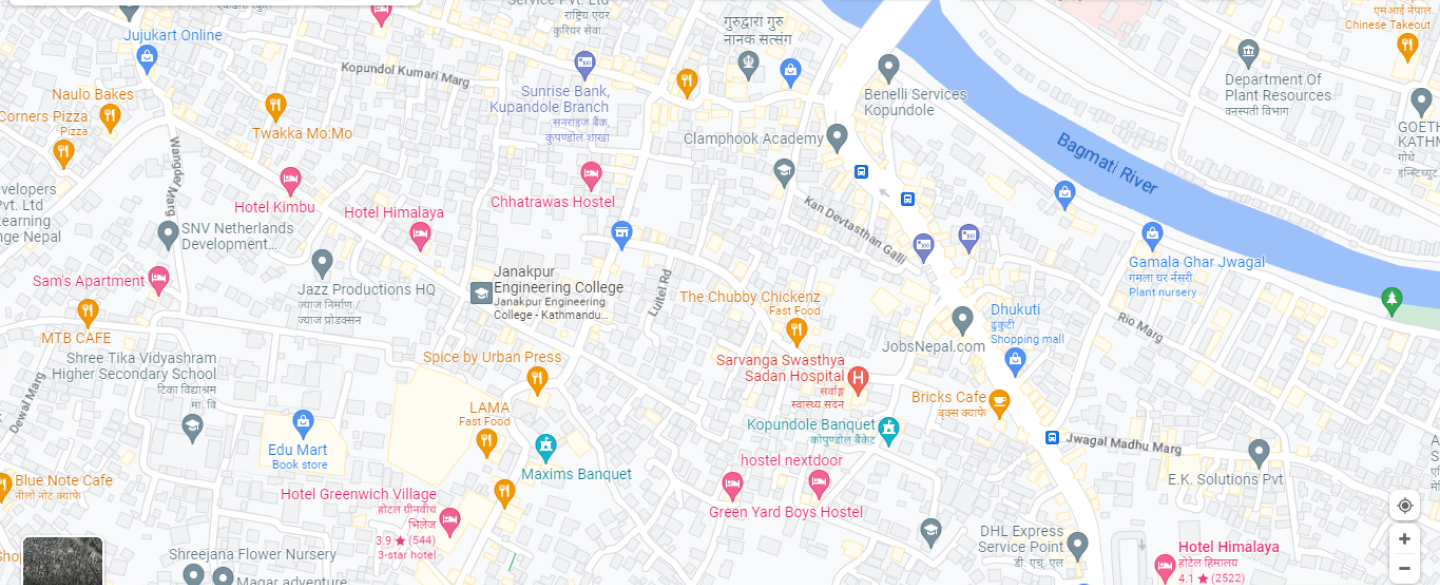 Service Pvt. Ltd
राष्ट्रिय एयर
कुरियर सेवा...
गुरुद्वारा गुरु
नानक सत्संग
एमआई नेपाल
Chinese Takeout
Jujukart Online
Kopundol Kumari Marg
Naulo Bakes
Corners Pizza
Pizza
Twakka Mo:Mo
Sunrise Bank,
Kupandole Branch
सनराइज बैंक,
कुपण्डोल शाखा
Benelli Services
Kopundole
Department Of
Plant Resources
वनस्पती विभाग
Clamphook Academy
GOETH
KATHM
गोथे
Bagmati River
Wangdev Marg
velopers
Pvt. Ltd
earning
nge Nepal
Hotel Kimbu
Hotel Himalaya
Chhatrawas Hostel
Kan Devtasthan Galli
SNV Netherlands
Development...
Gamala Ghar Jwagal
गमला घर नर्सरी
Plant nursery
Sam's Apartment
Jazz Productions HQ
ज्याज निर्माण /
ज्याज प्रोडक्सन
Janakpur
Engineering College
Janakpur Engineering
College - Kathmandu...
Luitel Rd
The Chubby Chickenz
Fast Food
Dhukuti
ढुकुटी
Shopping mall
Rio Marg
JobsNepal.com
MTB CAFE
Shree Tika Vidyashram
Higher Secondary School
टिका विद्याश्रम
मा. वि
Spice by Urban Press
Sarvanga Swasthya
Sadan Hospital
सर्वाङ्ग
स्वास्थ्य सदन
Dewal Marg
LAMA
Fast Food
Bricks Cafe
बृक्स क्याफे
Kopundole Banquet
कोपुण्डोल बैंकेट
Jwagal Madhu Marg
Edu Mart
Book store
Maxims Banquet
hostel nextdoor
E.K. Solutions Pvt
Blue Note Cafe
नीलो नोट क्याफे
Hotel Greenwich Village
होटल ग्रीनवीच
भिलेज
3.9 ★ (544)
3-star hotel
Green Yard Boys Hostel
DHL Express
Service Point
डी. एच. एल
Shreejana Flower Nursery
Magar adventure
Hotel Himalaya
होटेल हिमालय
4.1 ★ (2522)